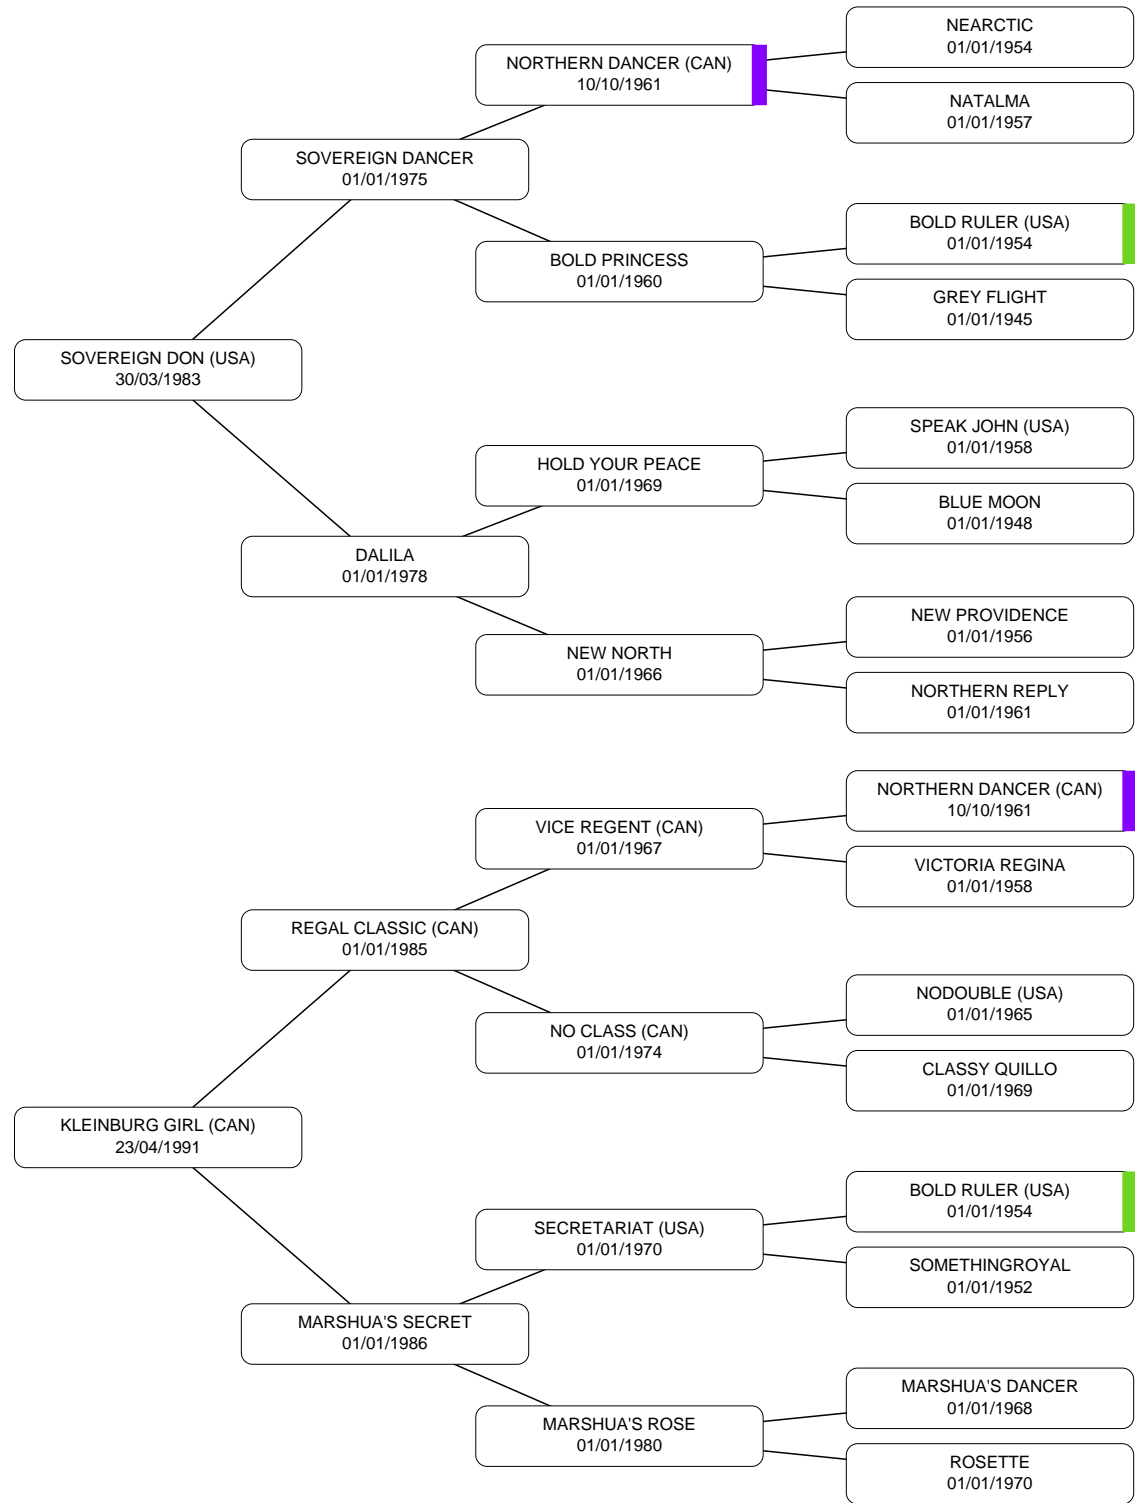 NEARCTIC
01/01/1954
NORTHERN DANCER (CAN)
10/10/1961
NATALMA
01/01/1957
SOVEREIGN DANCER
01/01/1975
BOLD RULER (USA)
01/01/1954
BOLD PRINCESS
01/01/1960
GREY FLIGHT
01/01/1945
SOVEREIGN DON (USA)
30/03/1983
SPEAK JOHN (USA)
01/01/1958
HOLD YOUR PEACE
01/01/1969
BLUE MOON
01/01/1948
DALILA
01/01/1978
NEW PROVIDENCE
01/01/1956
NEW NORTH
01/01/1966
NORTHERN REPLY
01/01/1961
NORTHERN DANCER (CAN)
10/10/1961
VICE REGENT (CAN)
01/01/1967
VICTORIA REGINA
01/01/1958
REGAL CLASSIC (CAN)
01/01/1985
NODOUBLE (USA)
01/01/1965
NO CLASS (CAN)
01/01/1974
CLASSY QUILLO
01/01/1969
KLEINBURG GIRL (CAN)
23/04/1991
BOLD RULER (USA)
01/01/1954
SECRETARIAT (USA)
01/01/1970
SOMETHINGROYAL
01/01/1952
MARSHUA'S SECRET
01/01/1986
MARSHUA'S DANCER
01/01/1968
MARSHUA'S ROSE
01/01/1980
ROSETTE
01/01/1970